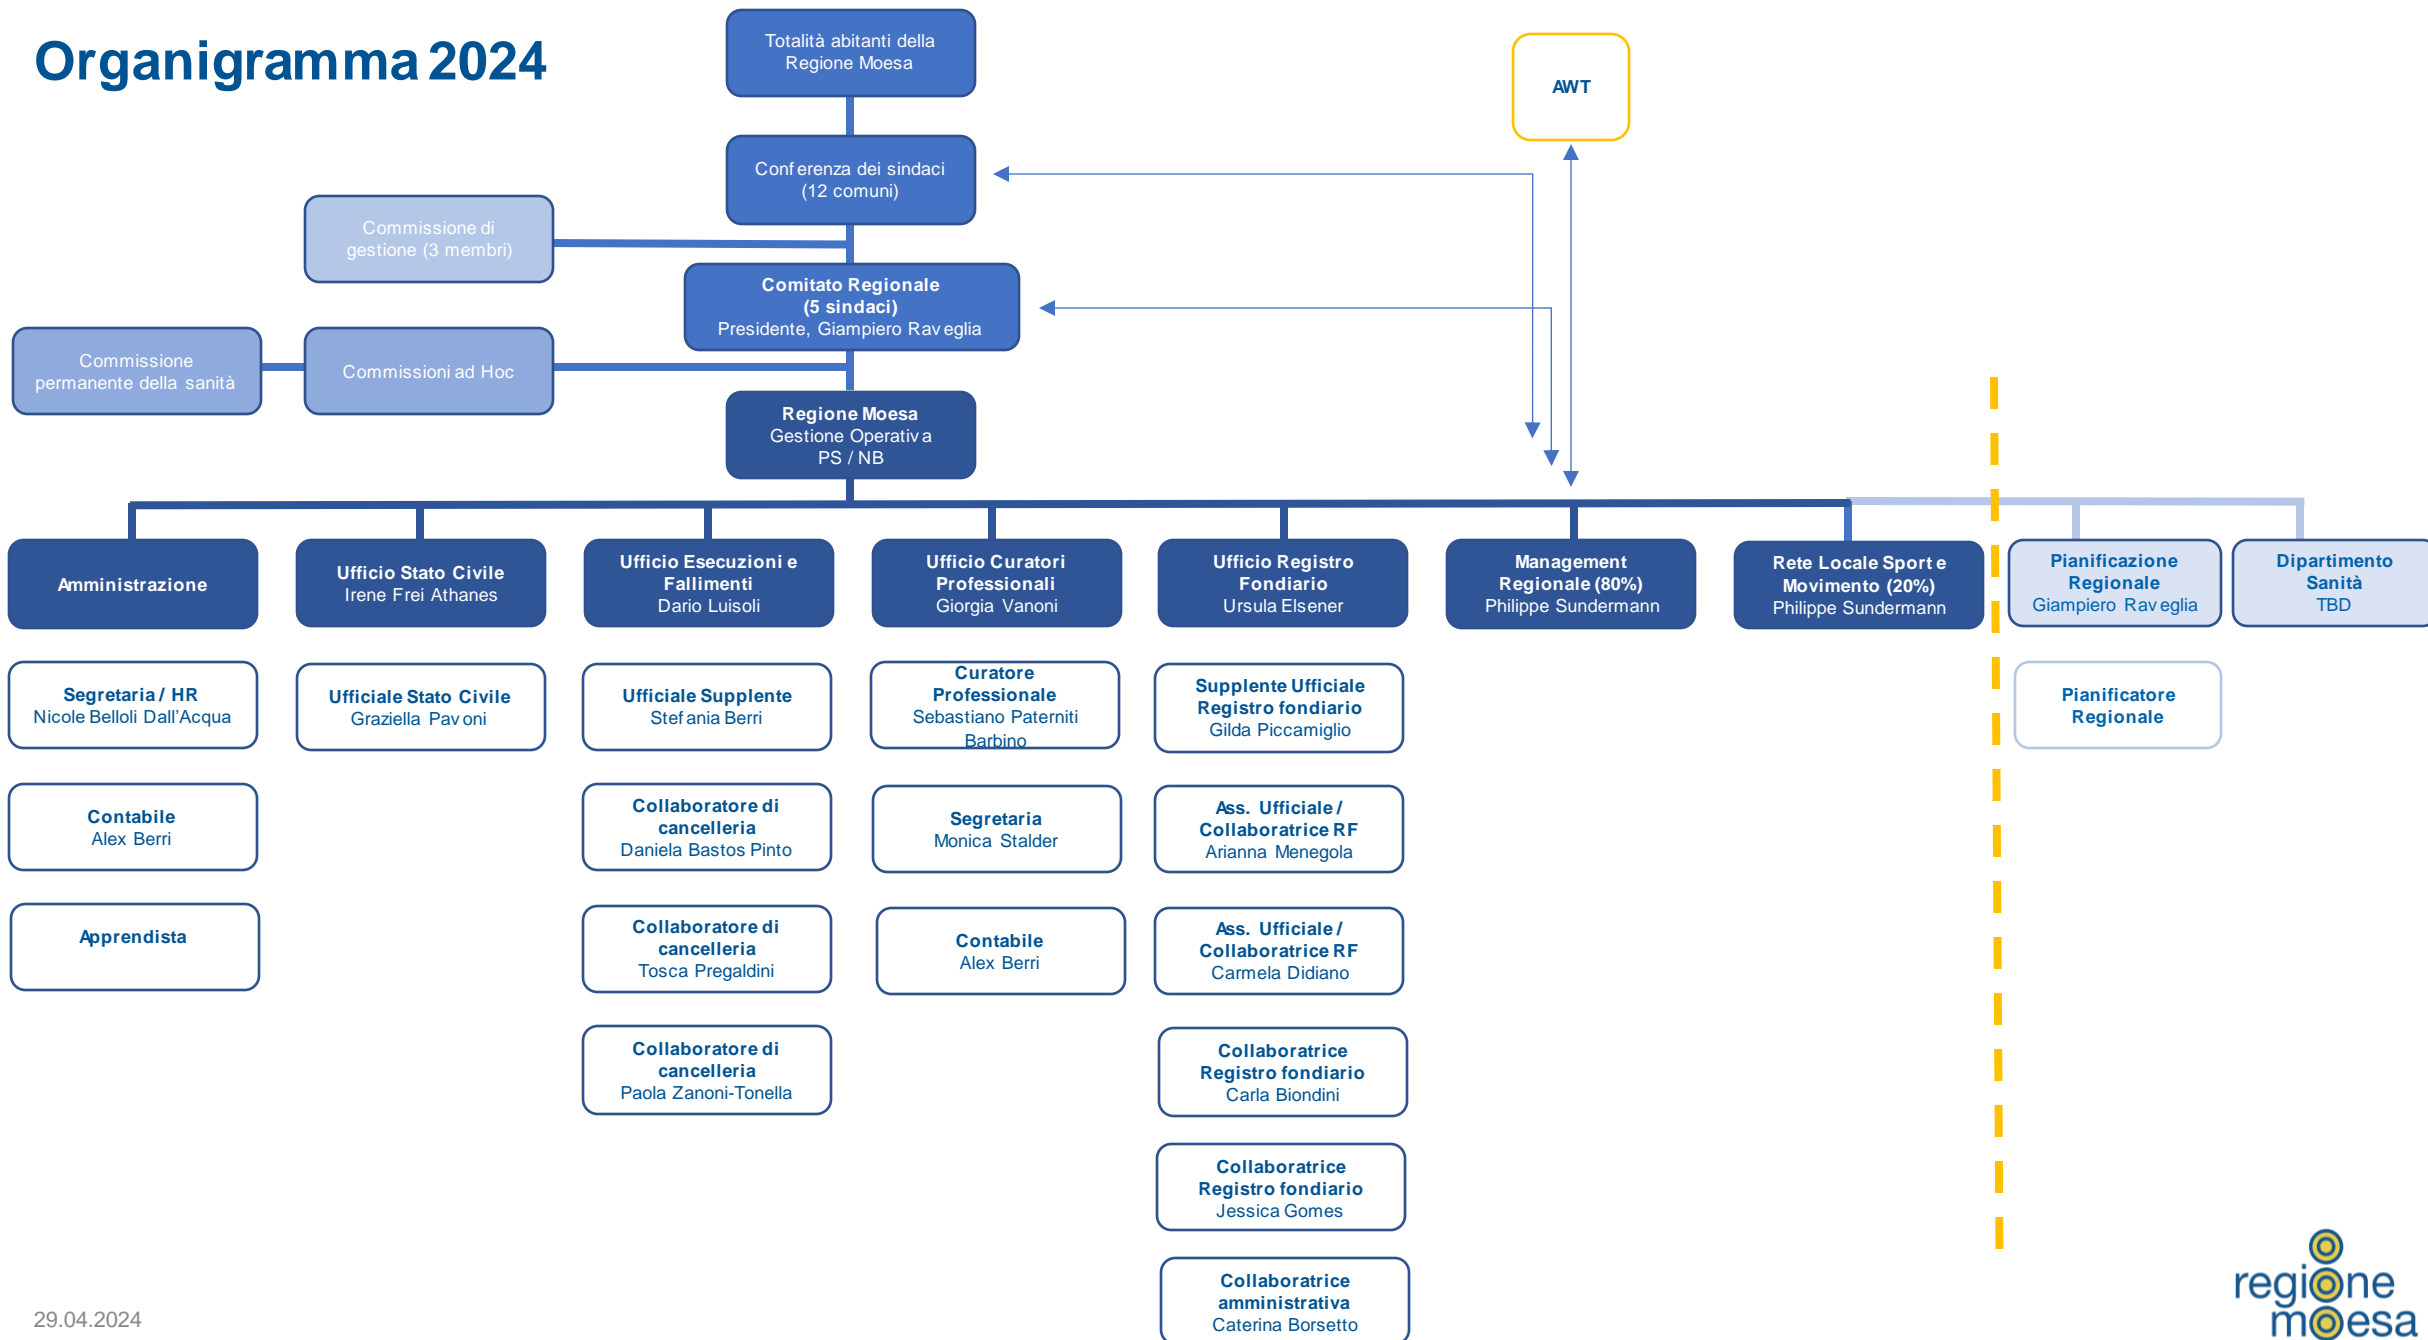 Organigramma 2024
Totalità abitanti della
Regione Moesa
AWT
Conferenza dei sindaci
(12 comuni)
Commissione di
gestione (3 membri)
Comitato Regionale
(5 sindaci)
Presidente, Giampiero Raveglia
Commissione
permanente della sanità
Commissioni ad Hoc
Regione Moesa
Gestione Operativa
PS / NB
Amministrazione
Ufficio Stato Civile
Irene Frei Athanes
Ufficio Esecuzioni e
Fallimenti
Dario Luisoli
Ufficio Curatori
Professionali
Giorgia Vanoni
Ufficio Registro
Fondiario
Ursula Elsener
Management
Regionale (80%)
Philippe Sundermann
Rete Locale Sport e
Movimento (20%)
Philippe Sundermann
Pianificazione
Regionale
Giampiero Raveglia
Dipartimento
Sanità
TBD
Segretaria / HR
Nicole Belloli Dall'Acqua
Ufficiale Stato Civile
Graziella Pavoni
Ufficiale Supplente
Stefania Berri
Curatore
Professionale
Sebastiano Paterniti
Barbino
Supplente Ufficiale
Registro fondiario
Gilda Piccamiglio
Pianificatore
Regionale
Contabile
Alex Berri
Collaboratore di
cancelleria
Daniela Bastos Pinto
Segretaria
Monica Stalder
Ass. Ufficiale /
Collaboratrice RF
Arianna Menegola
Apprendista
Collaboratore di
cancelleria
Tosca Pregaldini
Contabile
Alex Berri
Ass. Ufficiale /
Collaboratrice RF
Carmela Didiano
Collaboratore di
cancelleria
Paola Zanoni-Tonella
Collaboratrice
Registro fondiario
Carla Biondini
Collaboratrice
Registro fondiario
Jessica Gomes
Collaboratrice
amministrativa
Caterina Borsetto
29.04.2024
regione
moesa